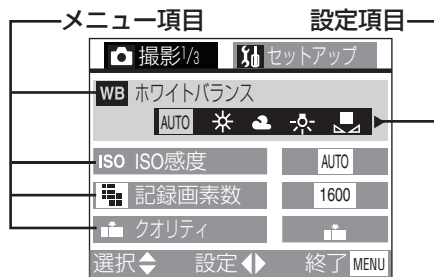 メニュー項目 設定項目
撮影1/3 セットアップ
WB ホワイトバランス
AUTO
ISO ISO感度 AUTO
記録画素数 1600
クオリティ
選択 設定 終了 MENU